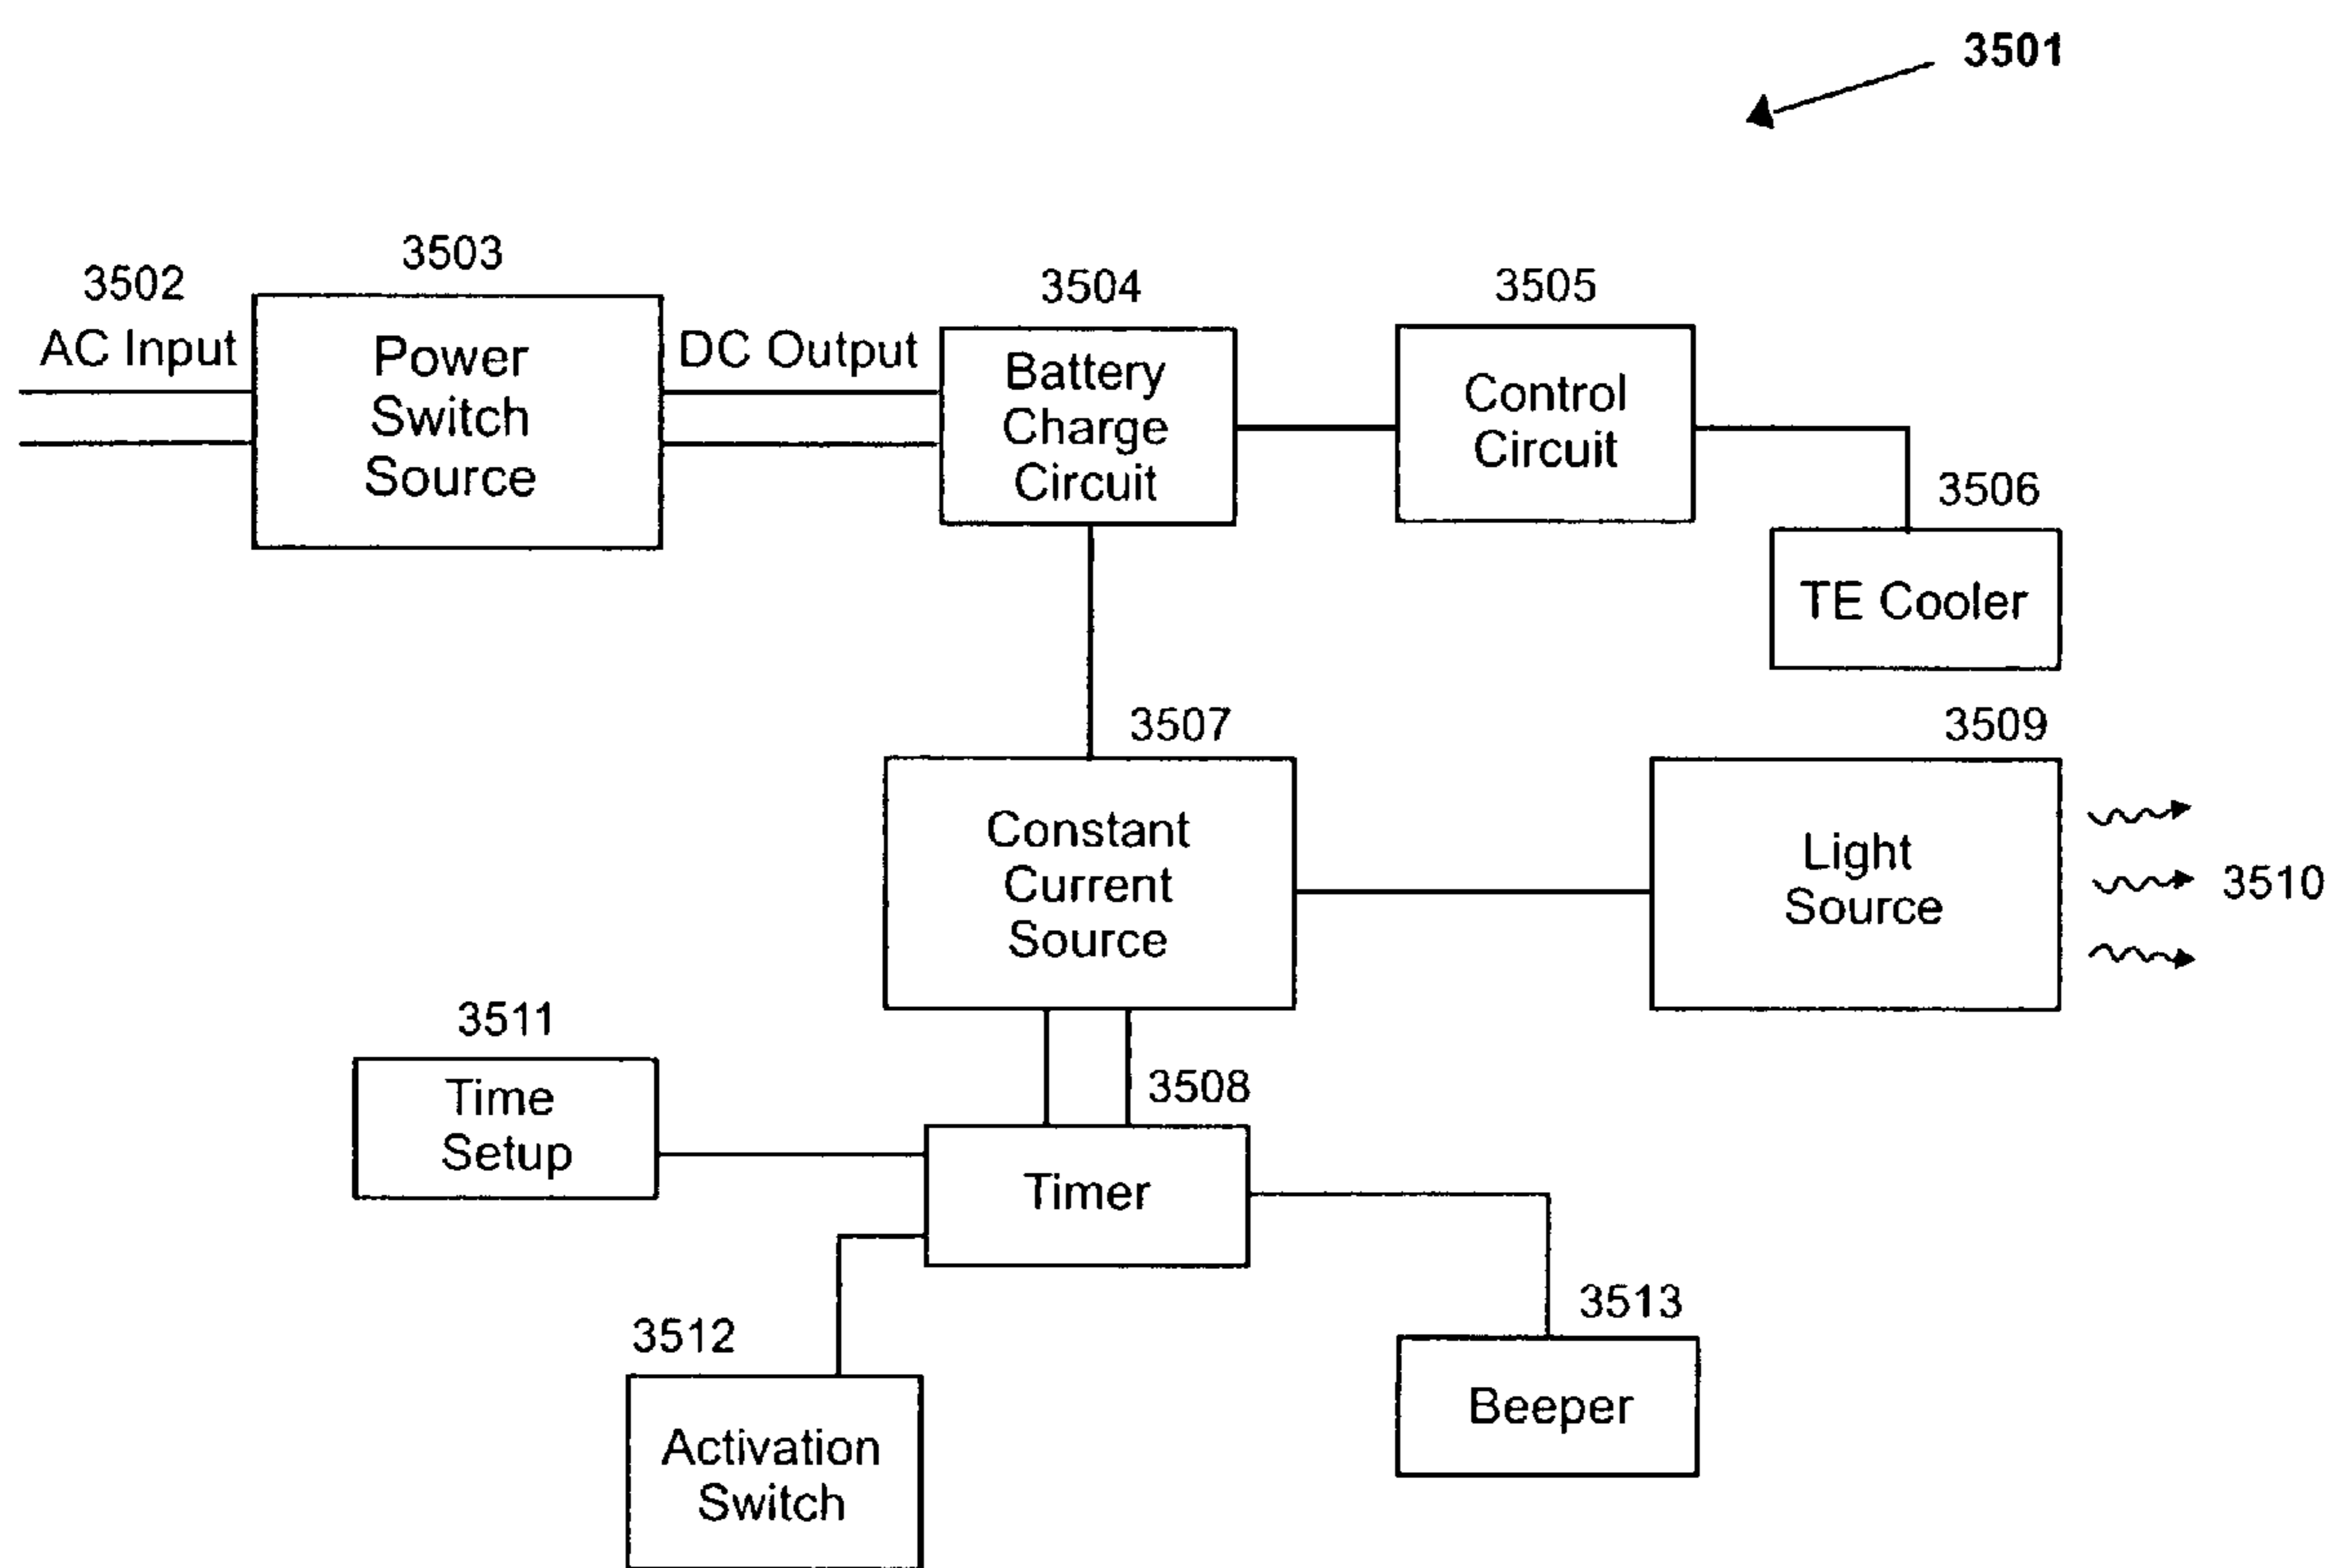 3501
3502
AC Input
3503
Power
Switch
Source
DC Output
3504
Battery
Charge
Circuit
3505
Control
Circuit
3506
TE Cooler
3507
Constant
Current
Source
3509
Light
Source
3510
3511
Time
Setup
3508
Timer
3512
Activation
Switch
3513
Beeper